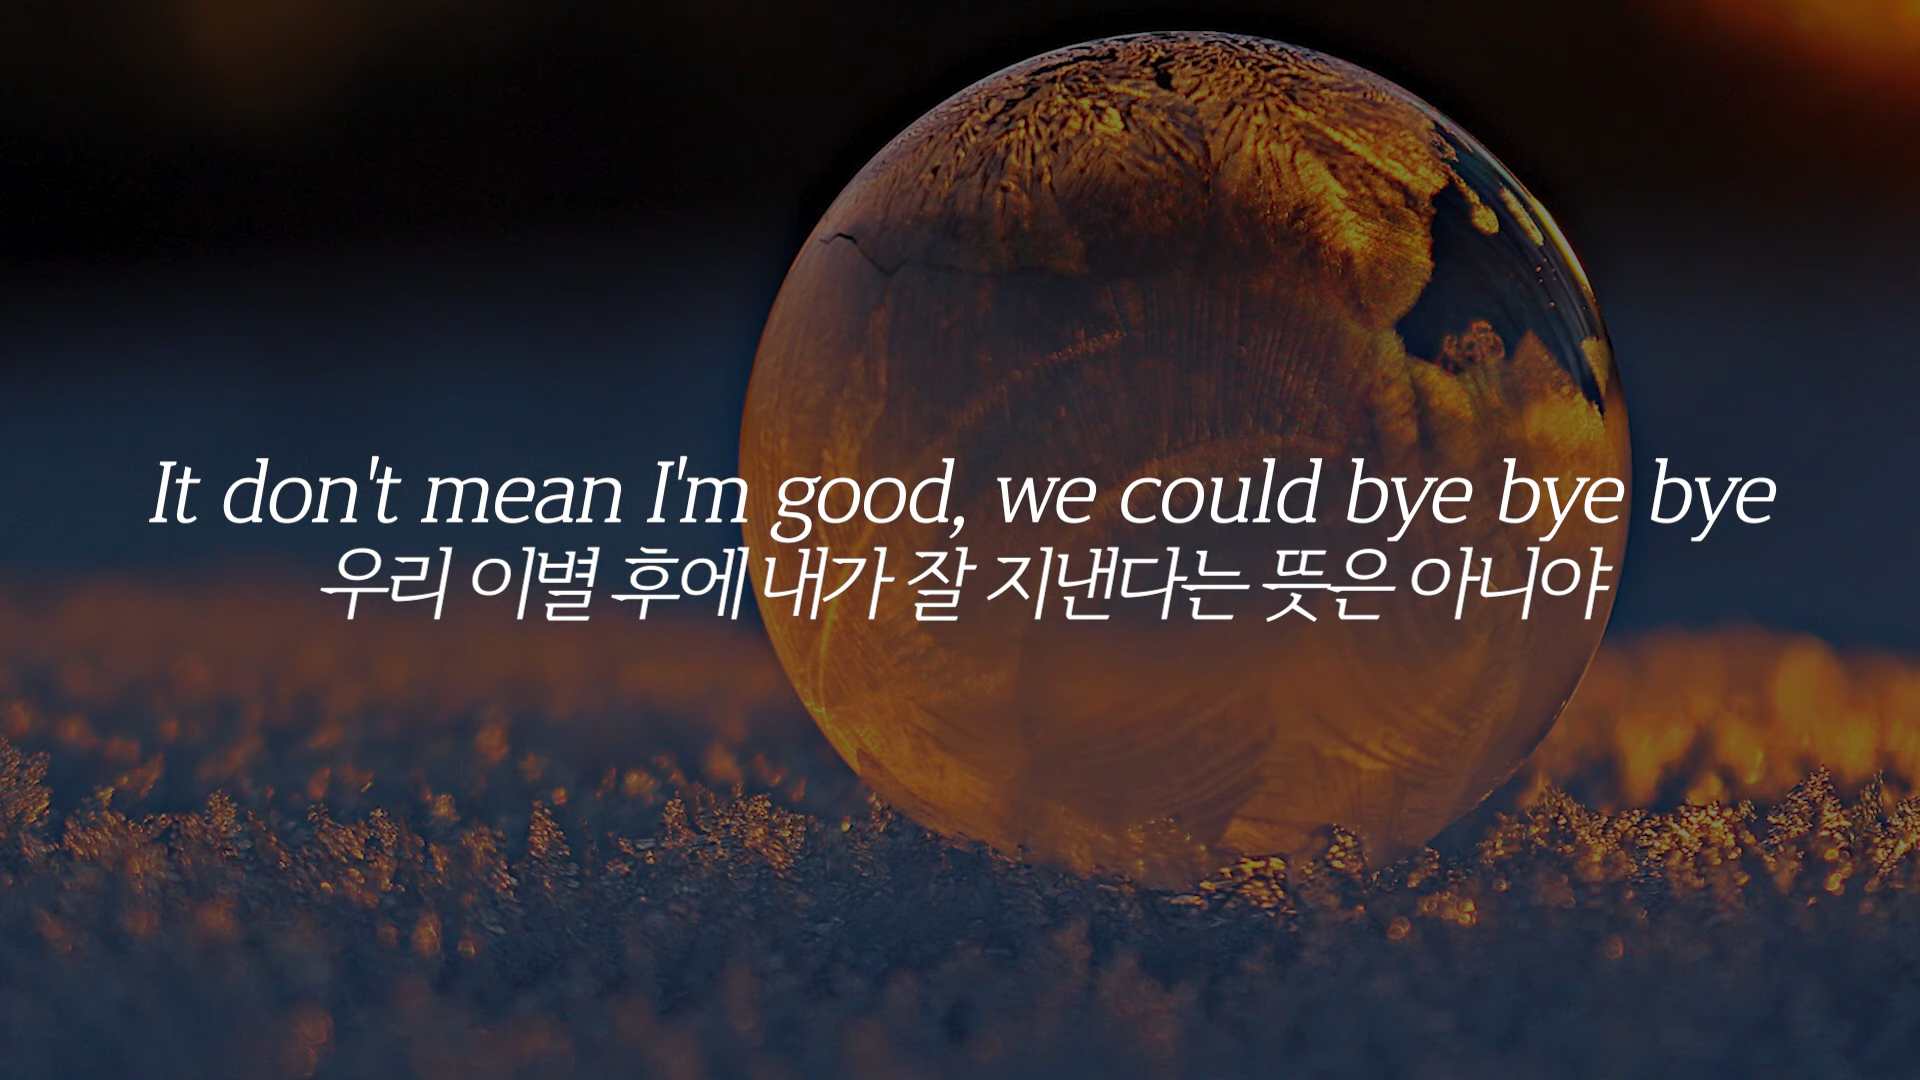 It don't mean I'm good, we could bye bye bye
우리 이별 후에 내가 잘 지낸다는 뜻은 아니야